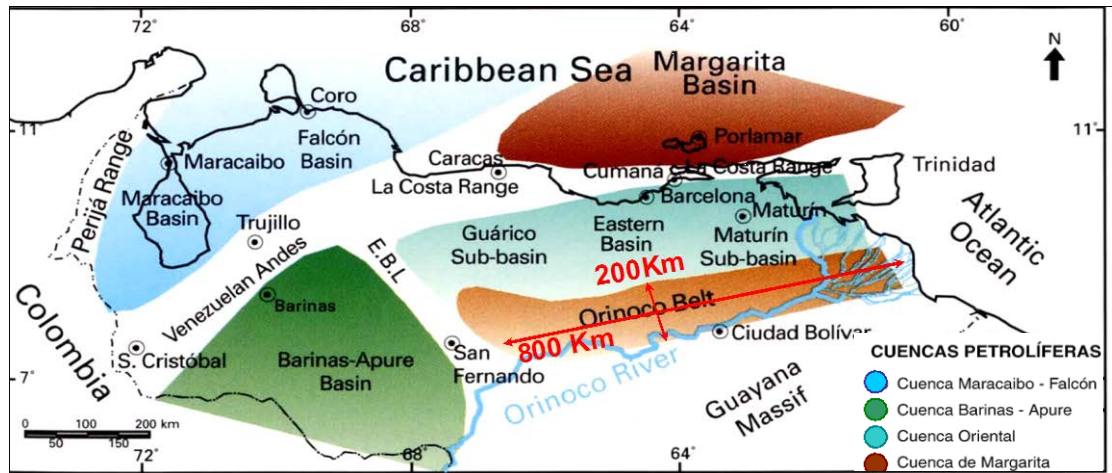 72
68
64
60
N
Caribbean Sea
Margarita
Basin
11
11
Coro
Falcón
Basin
Porlamar
Maracaibo
Caracas
Cumaná
La Costa Range
Trinidad
La Costa Range
Barcelona
Perijá Range
Maracaibo
Basin
Trujillo
Maturín
Guárico
Sub-basin
Eastern
Basin
Maturín
Sub-basin
Atlantic
Ocean
E.B.L
200Km
Venezuelan Andes
Barinas
Orinoco Belt
Colombia
S. Cristóbal
800 Km
Ciudad Bolívar
Barinas-Apure
Basin
San
Fernando
7
Orinoco River
Guayana
Massif
0 100 200 km
50 150
72
68
64
CUENCAS PETROLÍFERAS
Cuenca Maracaibo - Falcón
Cuenca Barinas - Apure
Cuenca Oriental
Cuenca de Margarita